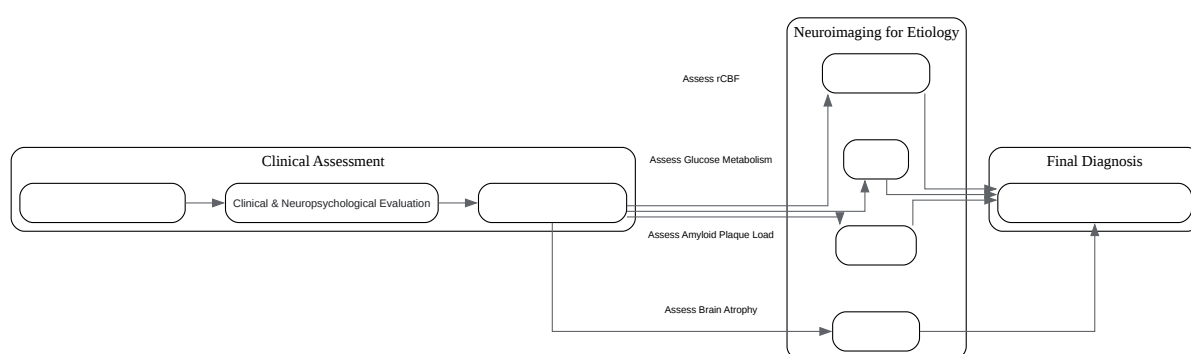 Neuroimaging for Etiology
Assess rCBF
Clinical Assessment
Assess Glucose Metabolism
Final Diagnosis
Clinical & Neuropsychological Evaluation
Assess Amyloid Plaque Load
Assess Brain Atrophy